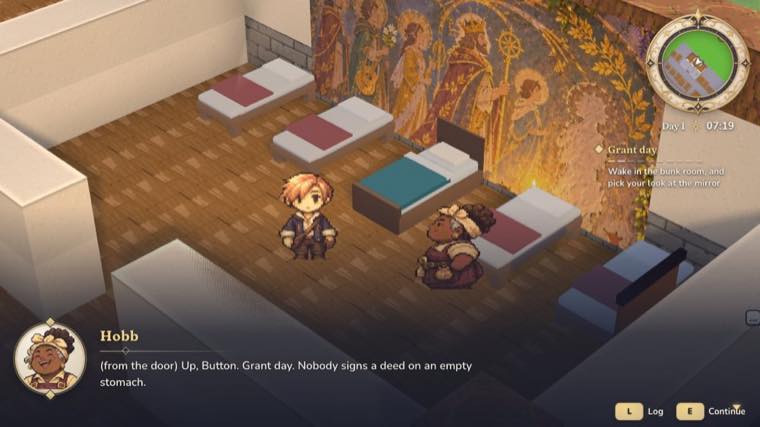 Day 1 07:19
Grant day
Wake in the bunk room, and
pick your look at the mirror
Hobb
(from the door) Up, Button. Grant day. Nobody signs a deed on an empty
stomach.
L Log E Continue